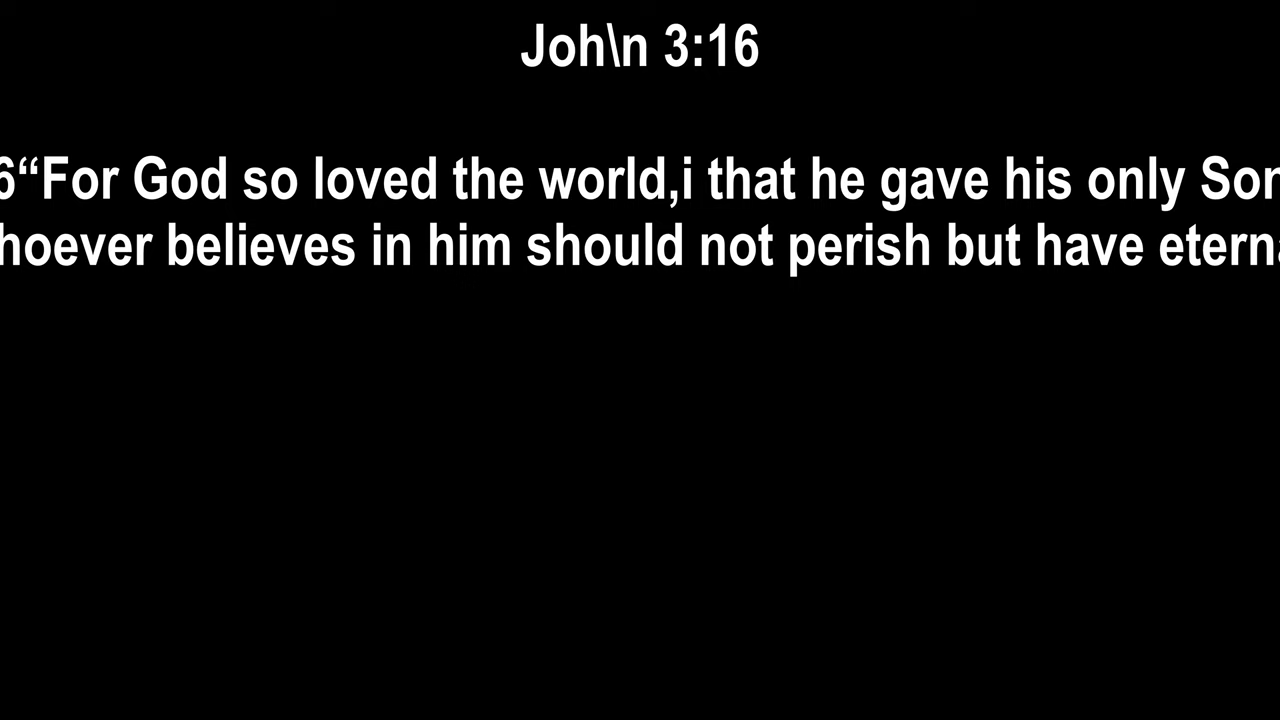 Joh\n 3:16
6“For God so loved the world,i that he gave his only Son
hoever believes in him should not perish but have eterna